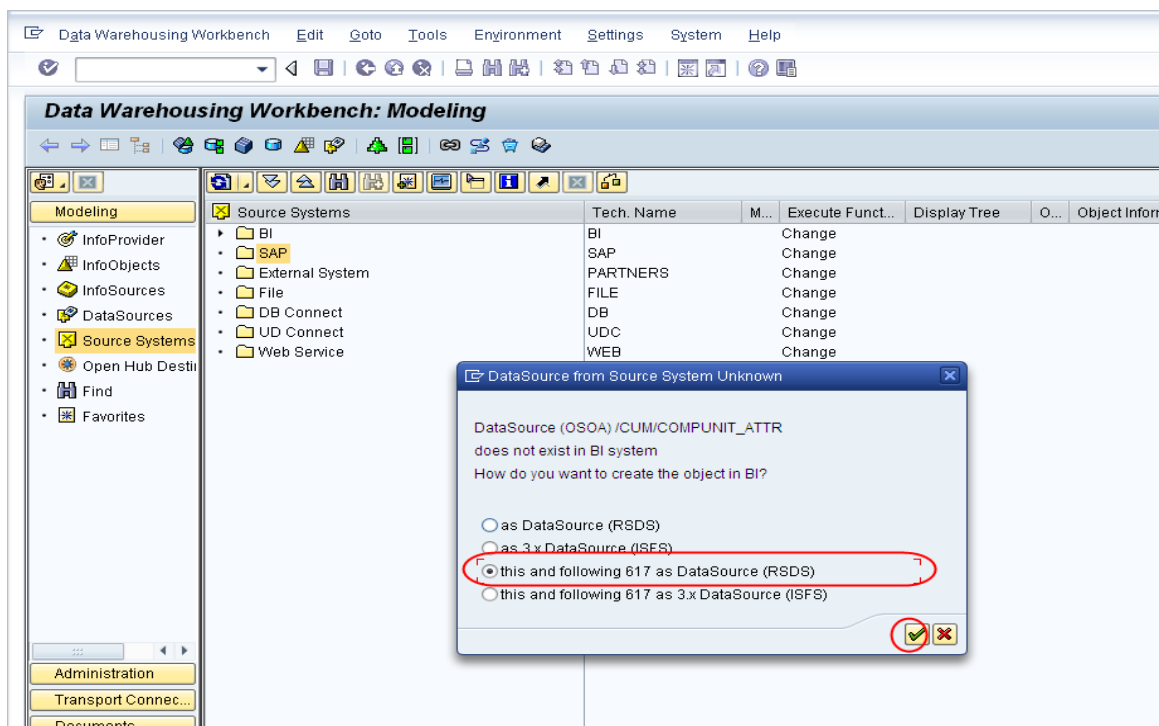 Data Warehousing Workbench Edit Goto Tools Environment Settings System Help
Data Warehousing Workbench: Modeling
Modeling
InfoProvider
InfoObjects
InfoSources
DataSources
Source Systems
Open Hub Desti
Find
Favorites
Administration
Transport Connec...
Documents
Source Systems Tech. Name M... Execute Funct... Display Tree O... Object Inforr
BI BI Change
SAP SAP Change
External System PARTNERS Change
File FILE Change
DB Connect DB Change
UD Connect UDC Change
Web Service WEB Change
DataSource from Source System Unknown
DataSource (OSOA) /CUM/COMPUNIT_ATTR
does not exist in BI system
How do you want to create the object in BI?
as DataSource (RSDS)
as 3.x DataSource (ISFS)
this and following 617 as DataSource (RSDS)
this and following 617 as 3.x DataSource (ISFS)